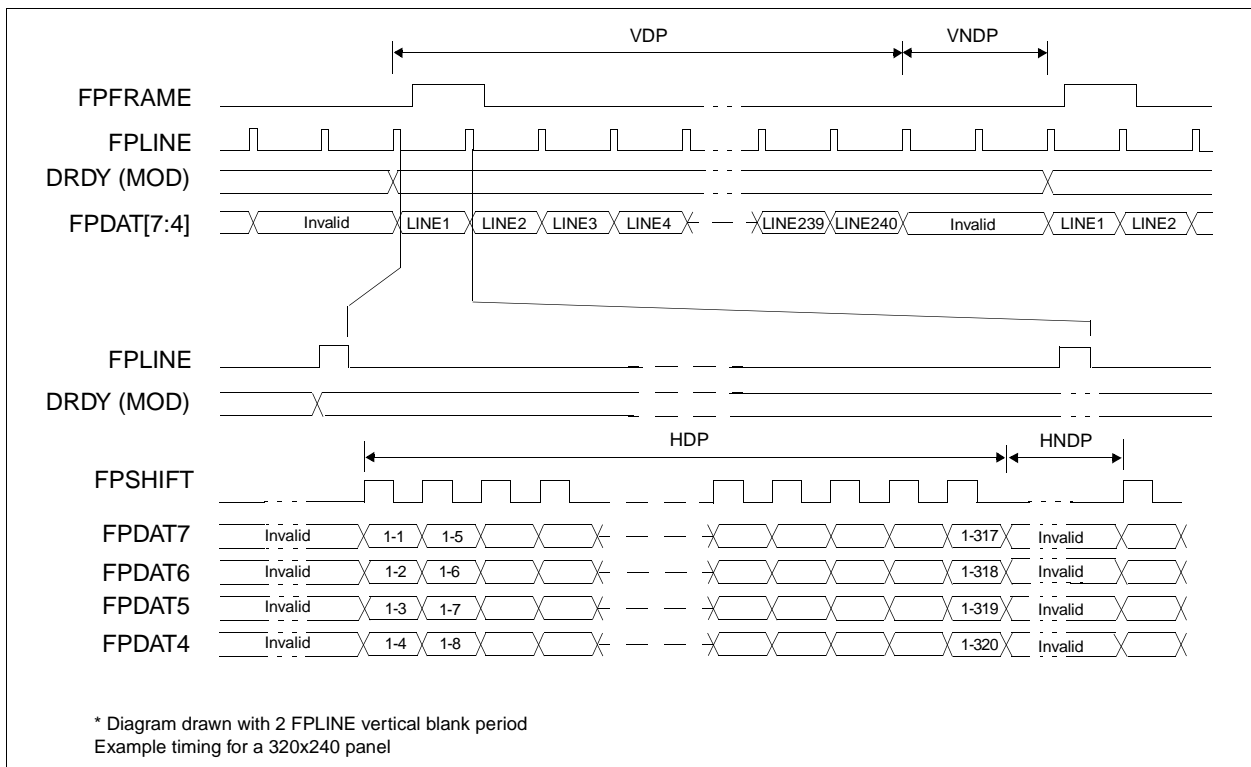 VDP VNDP
FPFRAME
FPLINE
DRDY (MOD)
FPDAT[7:4] Invalid LINE1 LINE2 LINE3 LINE4 LINE239 LINE240 Invalid LINE1 LINE2
FPLINE
DRDY (MOD)
HDP HNDP
FPSHIFT
FPDAT7 Invalid 1-1 1-5 1-317 Invalid
FPDAT6 Invalid 1-2 1-6 1-318 Invalid
FPDAT5 Invalid 1-3 1-7 1-319 Invalid
FPDAT4 Invalid 1-4 1-8 1-320 Invalid
* Diagram drawn with 2 FPLINE vertical blank period
Example timing for a 320x240 panel